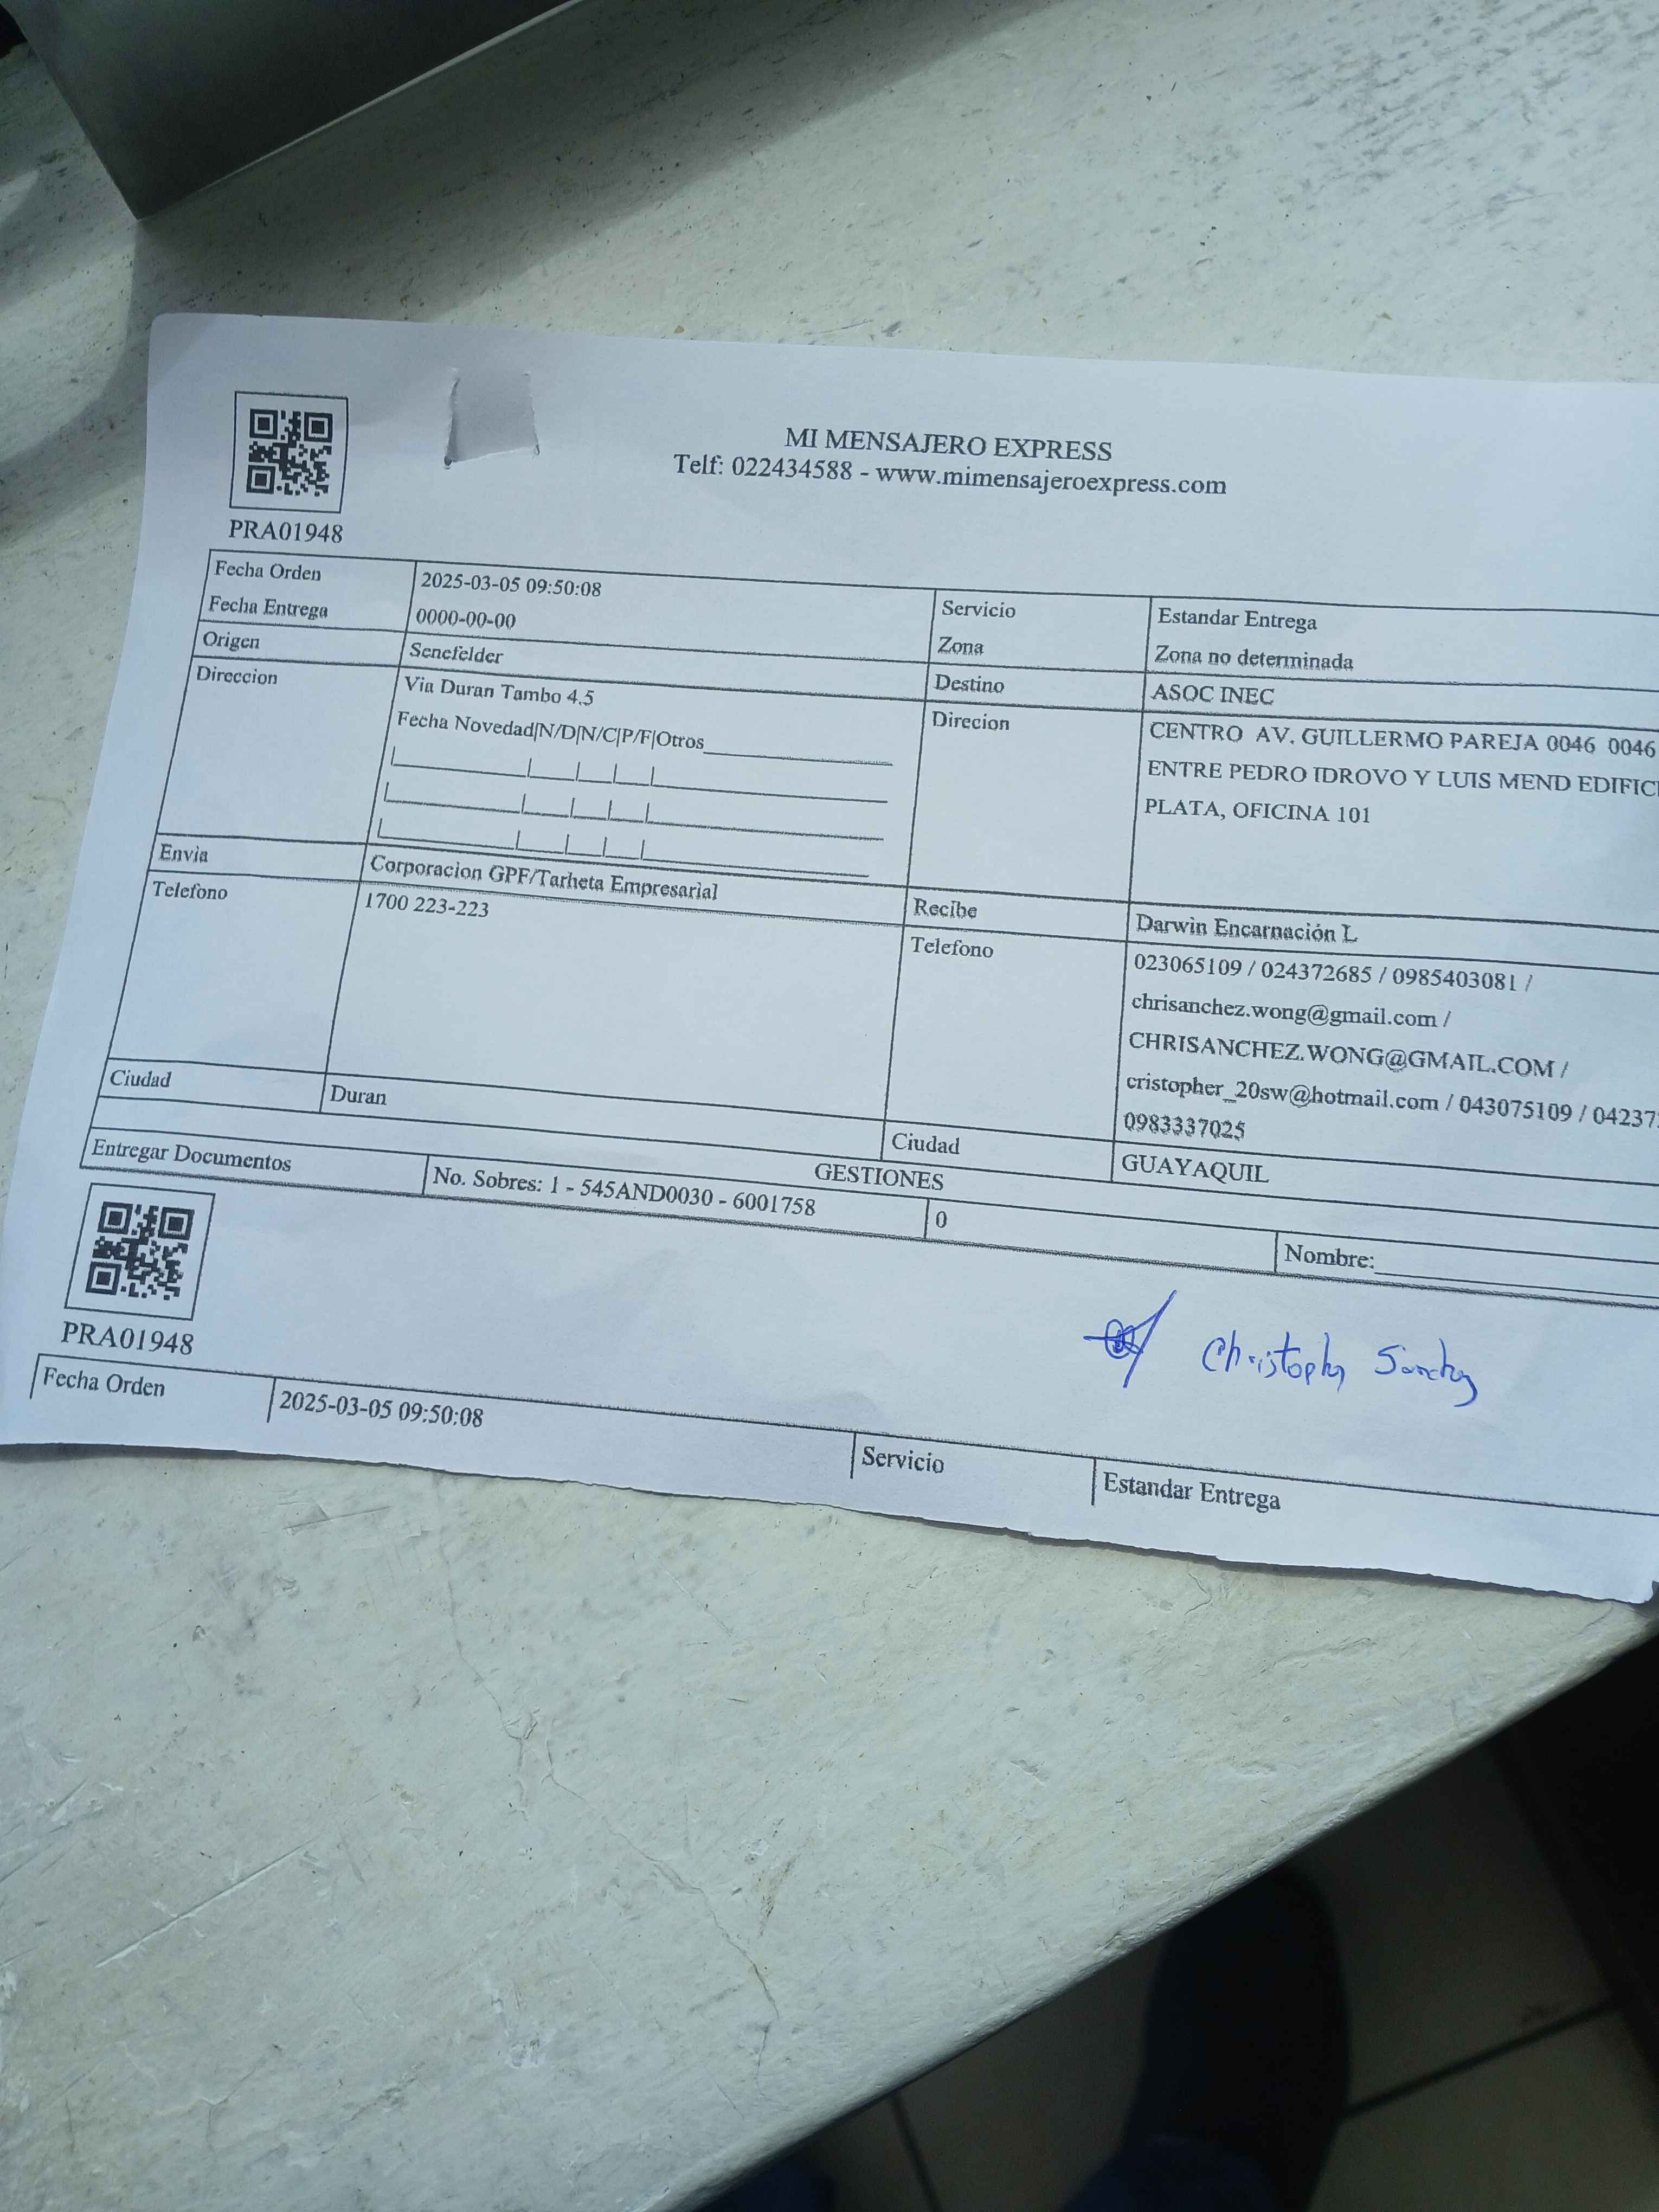 MI MENSAJERO EXPRESS
Telf: 022434588 - www.mimensajeroexpress.com
PRA01948
Fecha Orden 2025-03-05 09:50:08 Servicio Estandar Entrega
Fecha Entrega 0000-00-00 Zona Zona no determinada
Origen Senefelder Destino ASOC INEC
Direccion Via Duran Tambo 4.5 Direcion CENTRO AV. GUILLERMO PAREJA 0046 0046
Fecha Novedad|N/D|N/C|P/F|Otros ENTRE PEDRO IDROVO Y LUIS MEND EDIFICI
PLATA, OFICINA 101
Envia Corporacion GPF/Tarheta Empresarial Recibe Darwin Encarnación L
Telefono 1700 223-223 Telefono 023065109 / 024372685 / 0985403081 /
chrisanchez.wong@gmail.com /
CHRISANCHEZ.WONG@GMAIL.COM /
cristopher_20sw@hotmail.com / 043075109 / 04237
0983337025
Ciudad Duran Ciudad GUAYAQUIL
GESTIONES
Entregar Documentos No. Sobres: 1 - 545AND0030 - 6001758 0 Nombre:
Christopher Sanchez
PRA01948
Fecha Orden 2025-03-05 09:50:08 Servicio Estandar Entrega